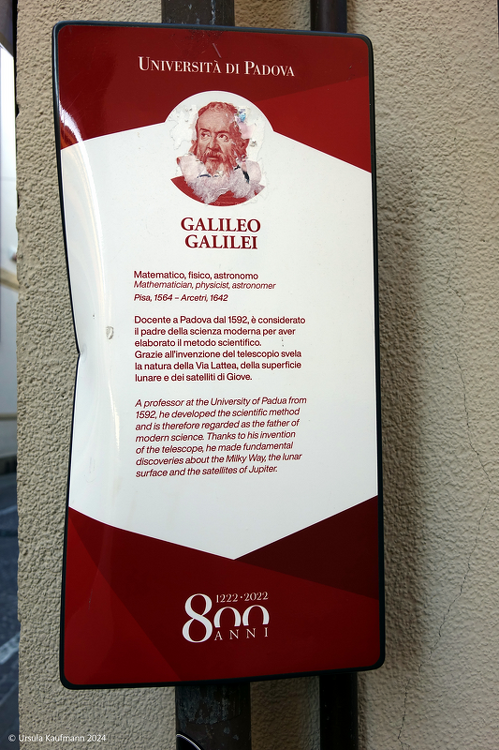 UNIVERSITÀ DI PADOVA
GALILEO
GALILEI
Matematico, fisico, astronomo
Mathematician, physicist, astronomer
Pisa, 1564 – Arcetri, 1642
Docente a Padova dal 1592, è considerato
il padre della scienza moderna per aver
elaborato il metodo scientifico.
Grazie all'invenzione del telescopio svela
la natura della Via Lattea, della superficie
lunare e dei satelliti di Giove.
A professor at the University of Padua from
1592, he developed the scientific method
and is therefore regarded as the father of
modern science. Thanks to his invention
of the telescope, he made fundamental
discoveries about the Milky Way, the lunar
surface and the satellites of Jupiter.
1222·2022
800
ANNI
© Ursula Kaufmann 2024